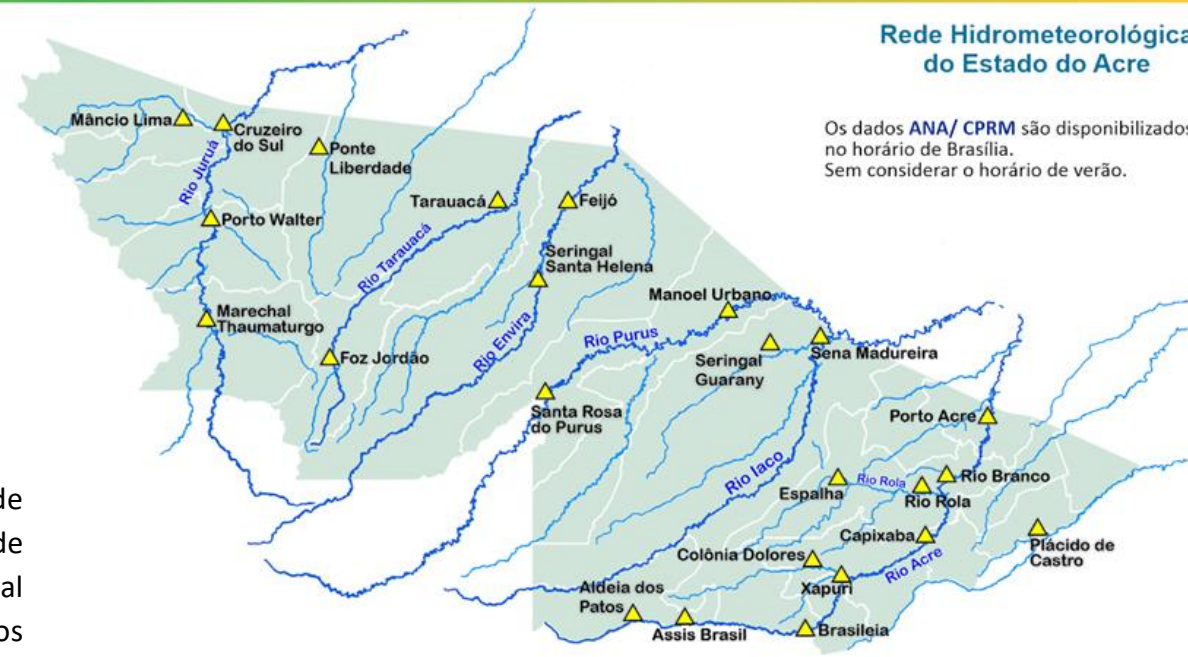 Rede Hidrometeorológica
do Estado do Acre
Os dados ANA/ CPRM são disponibilizados
no horário de Brasília.
Sem considerar o horário de verão.
Mâncio Lima
Cruzeiro
do Sul
Ponte
Liberdade
Rio Juruá
Porto Walter
Tarauacá
Feijó
Rio Tarauacá
Seringal
Santa Helena
Marechal
Thaumaturgo
Foz Jordão
Rio Envira
Manoel Urbano
Rio Purus
Seringal
Guarany
Sena Madureira
Santa Rosa
do Purus
Porto Acre
Rio Iaco
Espalha
Rio Rola
Rio Rola
Rio Branco
Capixaba
Plácido de
Castro
Colônia Dolores
Rio Acre
Xapuri
Aldeia dos
Patos
Assis Brasil
Brasileia
de
de
al
os